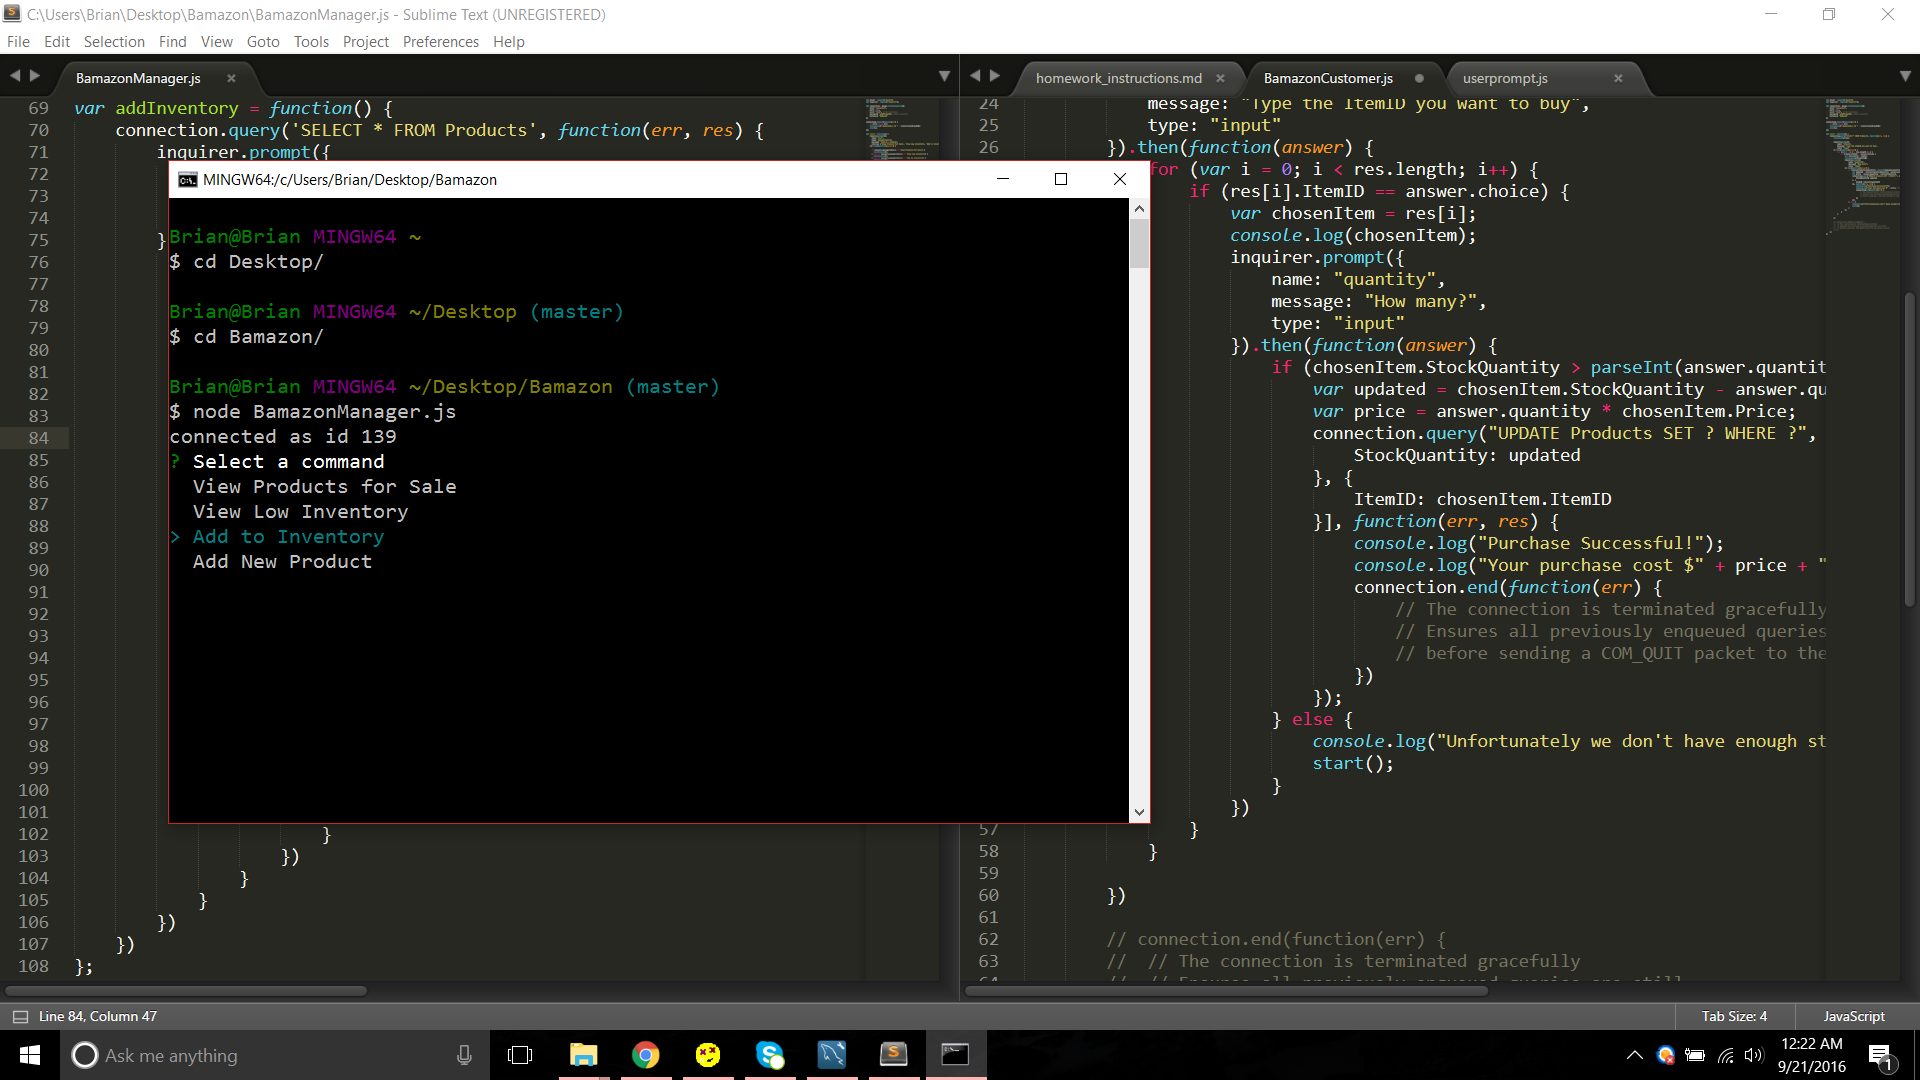 C:\Users\Brian\Desktop\Bamazon\BamazonManager.js - Sublime Text (UNREGISTERED)
File Edit Selection Find View Goto Tools Project Preferences Help
BamazonManager.js
69 var addInventory = function() {
70 connection.query('SELECT * FROM Products', function(err, res) {
71 inquirer.prompt({
72
73
74
75 }
76
77
78
79
80
81
82
83
84
85
86
87
88
89
90
91
92
93
94
95
96
97
98
99
100
101
102 }
103 })
104 }
105 }
106 })
107 })
108 };
MINGW64:/c/Users/Brian/Desktop/Bamazon
Brian@Brian MINGW64 ~
$ cd Desktop/
Brian@Brian MINGW64 ~/Desktop (master)
$ cd Bamazon/
Brian@Brian MINGW64 ~/Desktop/Bamazon (master)
$ node BamazonManager.js
connected as id 139
? Select a command
View Products for Sale
View Low Inventory
> Add to Inventory
Add New Product
homework_instructions.md BamazonCustomer.js userprompt.js
24 message: "Type the ItemID you want to buy",
25 type: "input"
26 }).then(function(answer) {
for (var i = 0; i < res.length; i++) {
if (res[i].ItemID == answer.choice) {
var chosenItem = res[i];
console.log(chosenItem);
inquirer.prompt({
name: "quantity",
message: "How many?",
type: "input"
}).then(function(answer) {
if (chosenItem.StockQuantity > parseInt(answer.quantit
var updated = chosenItem.StockQuantity - answer.qu
var price = answer.quantity * chosenItem.Price;
connection.query("UPDATE Products SET ? WHERE ?",
StockQuantity: updated
}, {
ItemID: chosenItem.ItemID
}], function(err, res) {
console.log("Purchase Successful!");
console.log("Your purchase cost $" + price + "
connection.end(function(err) {
// The connection is terminated gracefully
// Ensures all previously enqueued queries
// before sending a COM_QUIT packet to the
})
});
} else {
console.log("Unfortunately we don't have enough st
start();
}
})
57 }
58 }
59
60 })
61
62 // connection.end(function(err) {
63 // // The connection is terminated gracefully
64 // // Ensures all previously enqueued queries are still
Line 84, Column 47
Tab Size: 4
JavaScript
Ask me anything
12:22 AM
9/21/2016
1